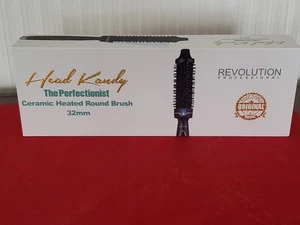 Head Kandy
The Perfectionist
Ceramic Heated Round Brush
32mm
REVOLUTION
PROFESSIONAL
ORIGINAL